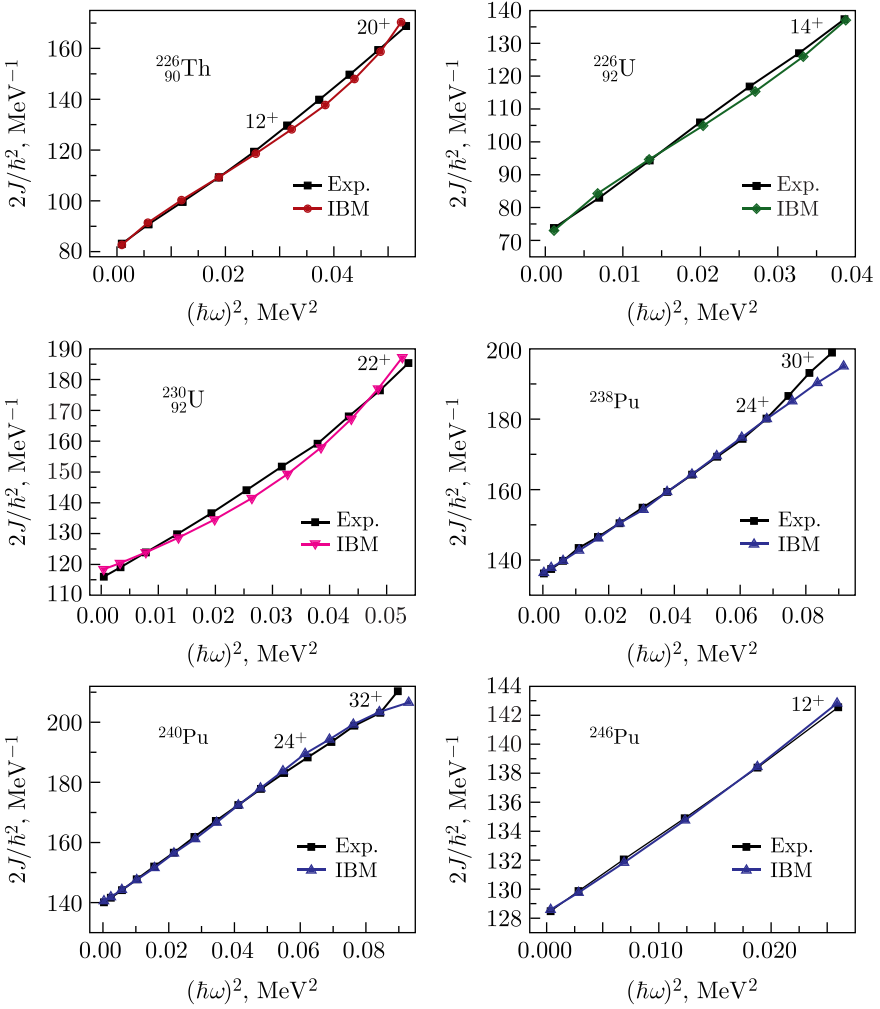 20⁺
160
²²⁶₉₀Th
140
12⁺
120
100
80
Exp.
IBM
0.00 0.02 0.04
2J/ℏ², MeV⁻¹
(ℏω)², MeV²
140
14⁺
130
²²⁶₉₂U
120
110
100
90
80
70
Exp.
IBM
0.00 0.01 0.02 0.03 0.04
2J/ℏ², MeV⁻¹
(ℏω)², MeV²
190
22⁺
180
²³⁰₉₂U
170
160
150
140
130
120
110
Exp.
IBM
0.00 0.01 0.02 0.03 0.04 0.05
2J/ℏ², MeV⁻¹
(ℏω)², MeV²
200
30⁺
²³⁸Pu
24⁺
180
160
140
Exp.
IBM
0.00 0.02 0.04 0.06 0.08
2J/ℏ², MeV⁻¹
(ℏω)², MeV²
32⁺
200
²⁴⁰Pu
24⁺
180
160
140
Exp.
IBM
0.00 0.02 0.04 0.06 0.08
2J/ℏ², MeV⁻¹
(ℏω)², MeV²
144
12⁺
143
²⁴⁶Pu
141
140
138
136
134
132
130
129
128
Exp.
IBM
0.000 0.010 0.020
2J/ℏ², MeV⁻¹
(ℏω)², MeV²